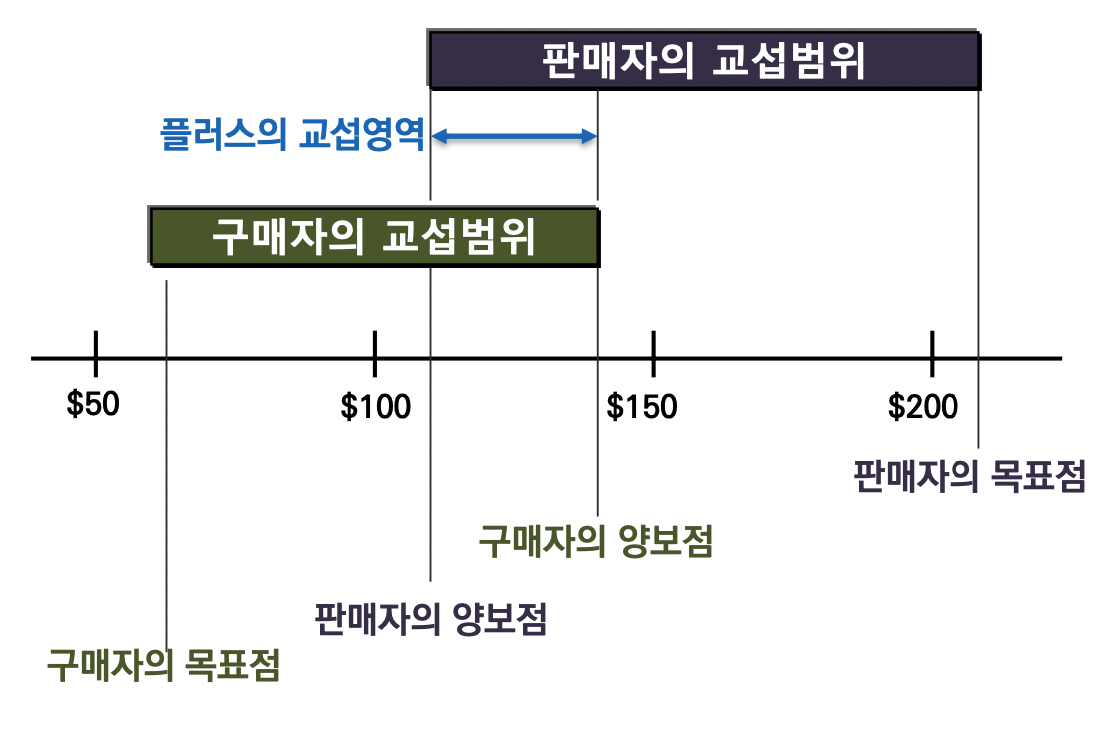 판매자의 교섭범위
플러스의 교섭영역
구매자의 교섭범위
$50
$100
$150
$200
판매자의 목표점
구매자의 양보점
판매자의 양보점
구매자의 목표점